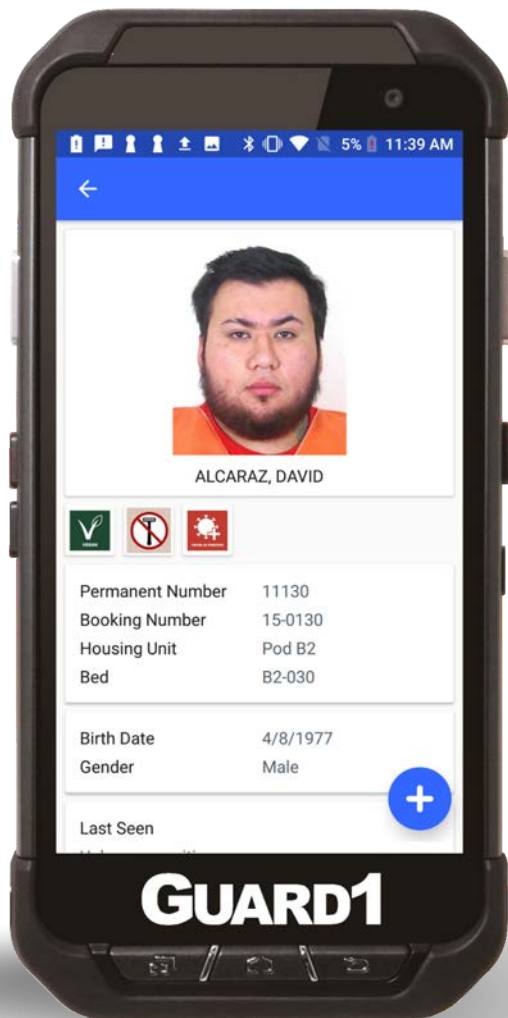 5% 11:39 AM
ALCARAZ, DAVID
VEGAN
Permanent Number 11130
Booking Number 15-0130
Housing Unit Pod B2
Bed B2-030
Birth Date 4/8/1977
Gender Male
Last Seen
GUARD1